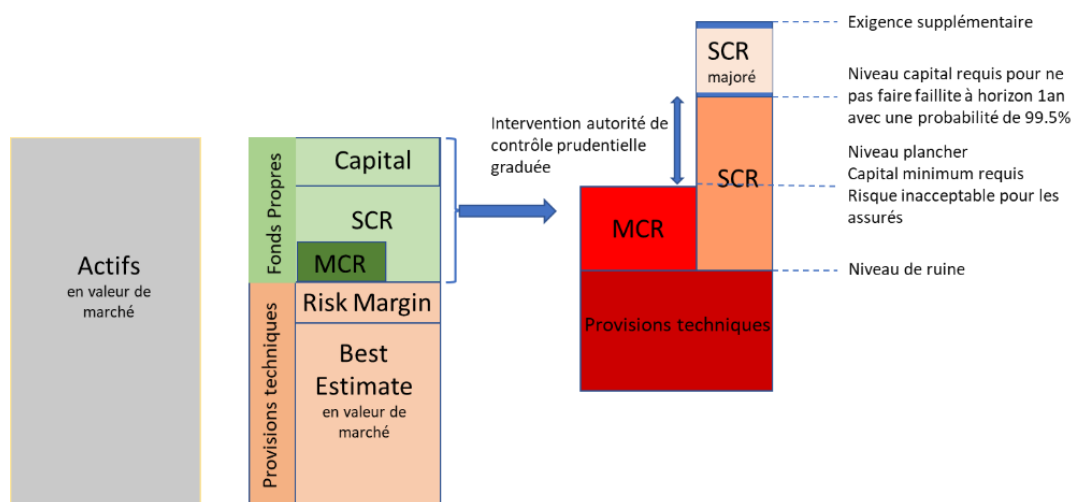 Actifs
en valeur de
marché
Fonds Propres
Provisions techniques
Capital
SCR
MCR
Risk Margin
Best
Estimate
en valeur de
marché
Intervention autorité de
contrôle prudentielle
graduée
SCR
majoré
SCR
MCR
Provisions techniques
Exigence supplémentaire
Niveau capital requis pour ne
pas faire faillite à horizon 1an
avec une probabilité de 99.5%
Niveau plancher
Capital minimum requis
Risque inacceptable pour les
assurés
Niveau de ruine